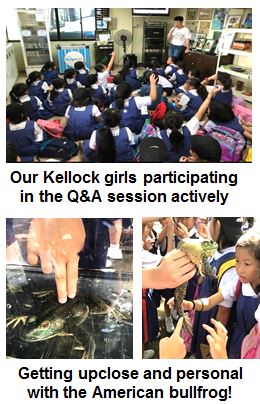 Our Kellock girls participating
in the Q&A session actively
Getting upclose and personal
with the American bullfrog!